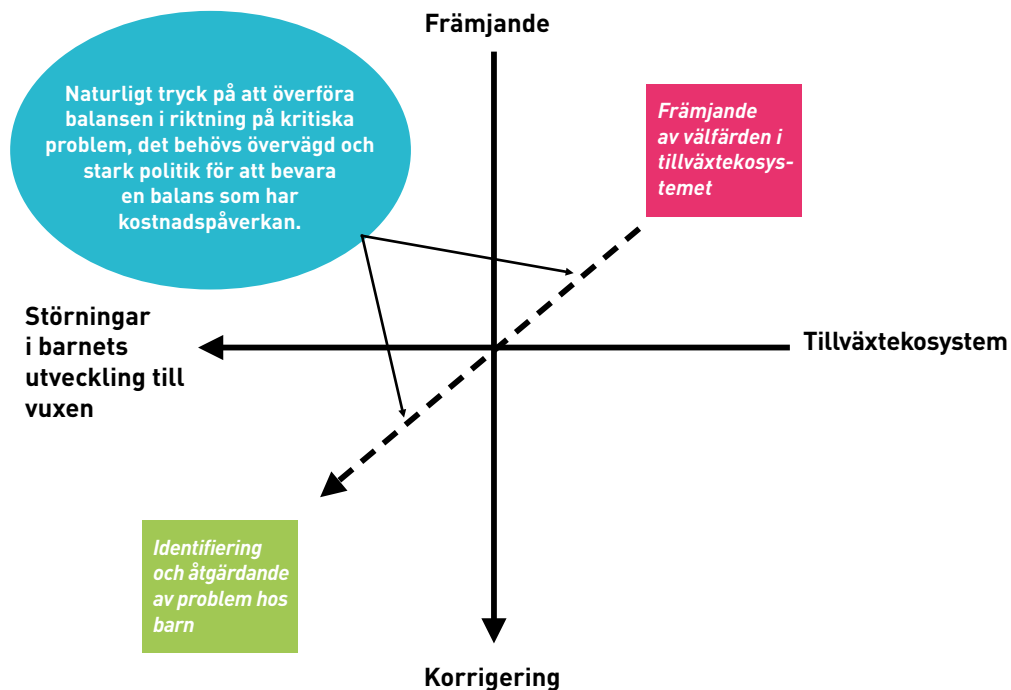 Främjande
Naturligt tryck på att överföra
balansen i riktning på kritiska
problem, det behövs övervägd och
stark politik för att bevara
en balans som har
kostnadspåverkan.
Främjande
av välfärden i
tillväxtekosys-
temet
Störningar
i barnets
utveckling till
vuxen
Tillväxtekosystem
Identifiering
och åtgärdande
av problem hos
barn
Korrigering